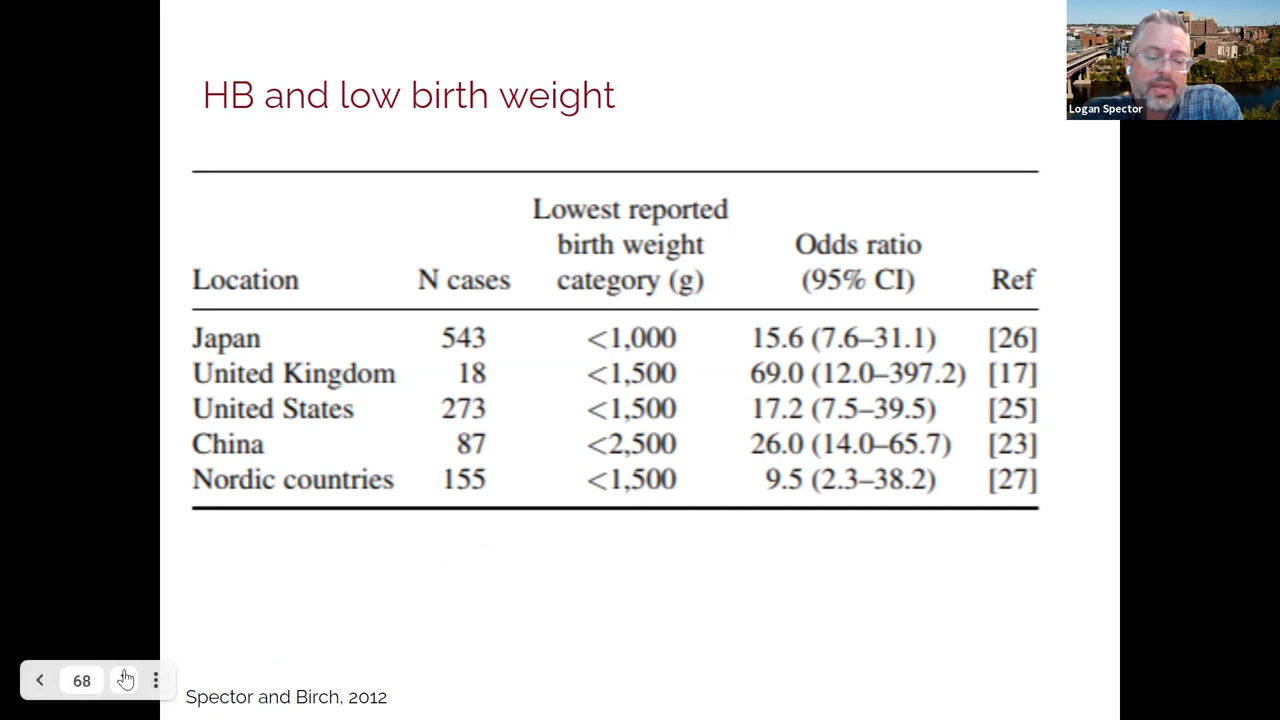 HB and low birth weight
Logan Spector
Lowest reported
birth weight Odds ratio
Location N cases category (g) (95% CI) Ref
Japan 543 <1,000 15.6 (7.6–31.1) [26]
United Kingdom 18 <1,500 69.0 (12.0–397.2) [17]
United States 273 <1,500 17.2 (7.5–39.5) [25]
China 87 <2,500 26.0 (14.0–65.7) [23]
Nordic countries 155 <1,500 9.5 (2.3–38.2) [27]
68
Spector and Birch, 2012